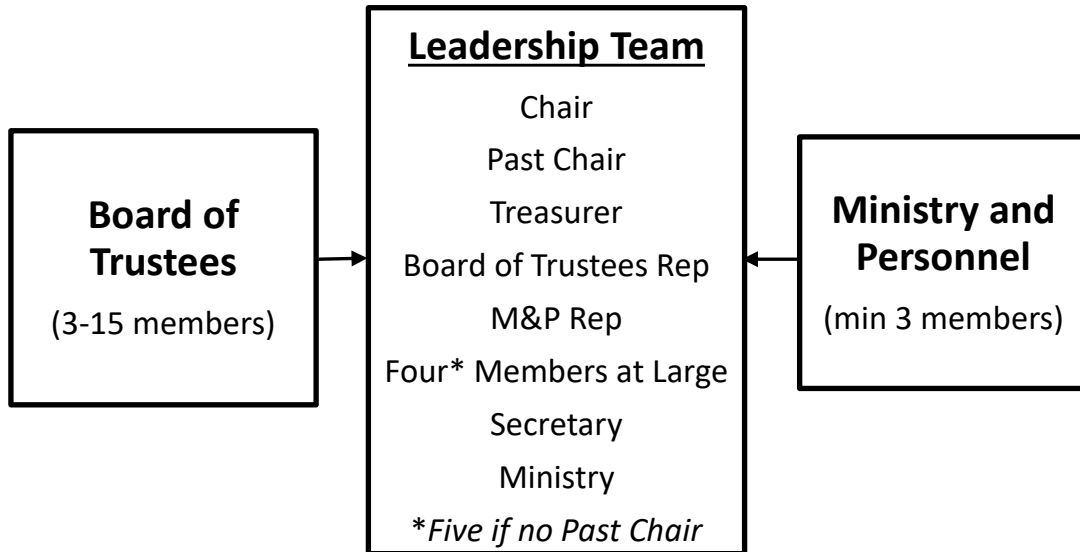 Board of
Trustees
(3-15 members)
Leadership Team
Chair
Past Chair
Treasurer
Board of Trustees Rep
M&P Rep
Four* Members at Large
Secretary
Ministry
*Five if no Past Chair
Ministry and
Personnel
(min 3 members)